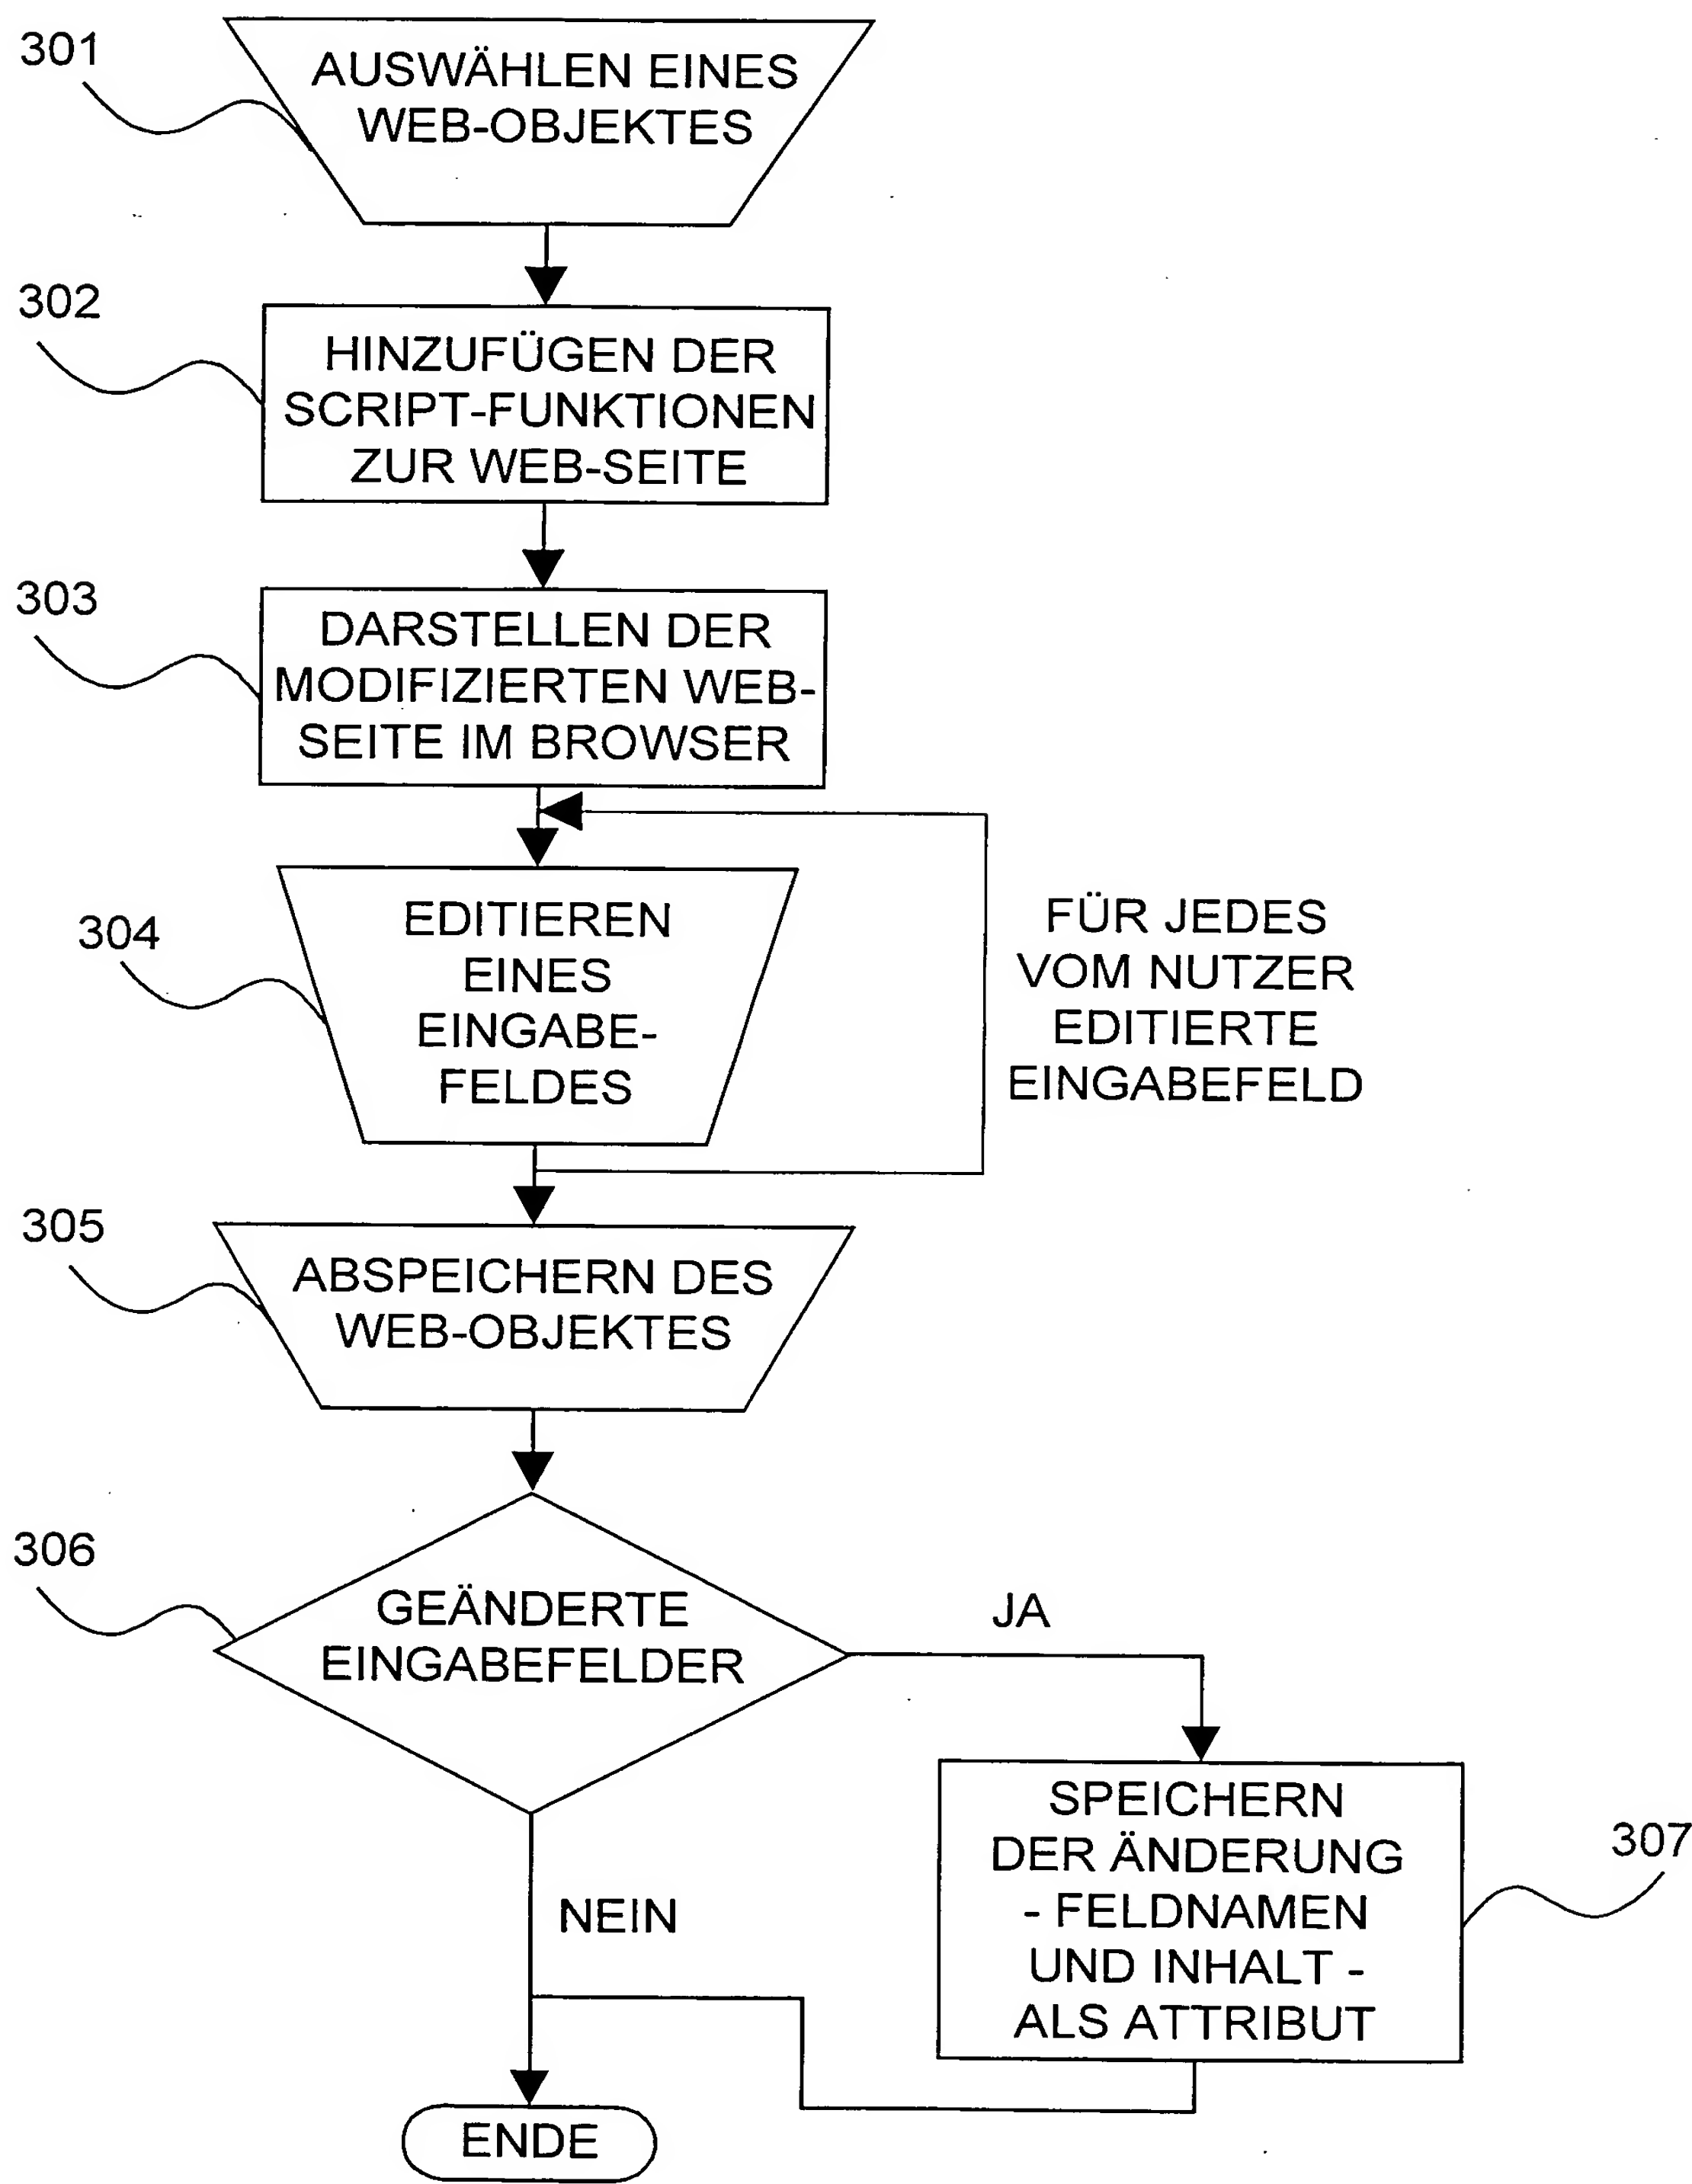 301
AUSWÄHLEN EINES
WEB-OBJEKTES
302
HINZUFÜGEN DER
SCRIPT-FUNKTIONEN
ZUR WEB-SEITE
303
DARSTELLEN DER
MODIFIZIERTEN WEB-
SEITE IM BROWSER
304
EDITIEREN
EINES
EINGABE-
FELDES
FÜR JEDES
VOM NUTZER
EDITIERTE
EINGABEFELD
305
ABSPEICHERN DES
WEB-OBJEKTES
306
GEÄNDERTE
EINGABEFELDER
JA
SPEICHERN
DER ÄNDERUNG
- FELDNAMEN
UND INHALT -
ALS ATTRIBUT
307
NEIN
ENDE